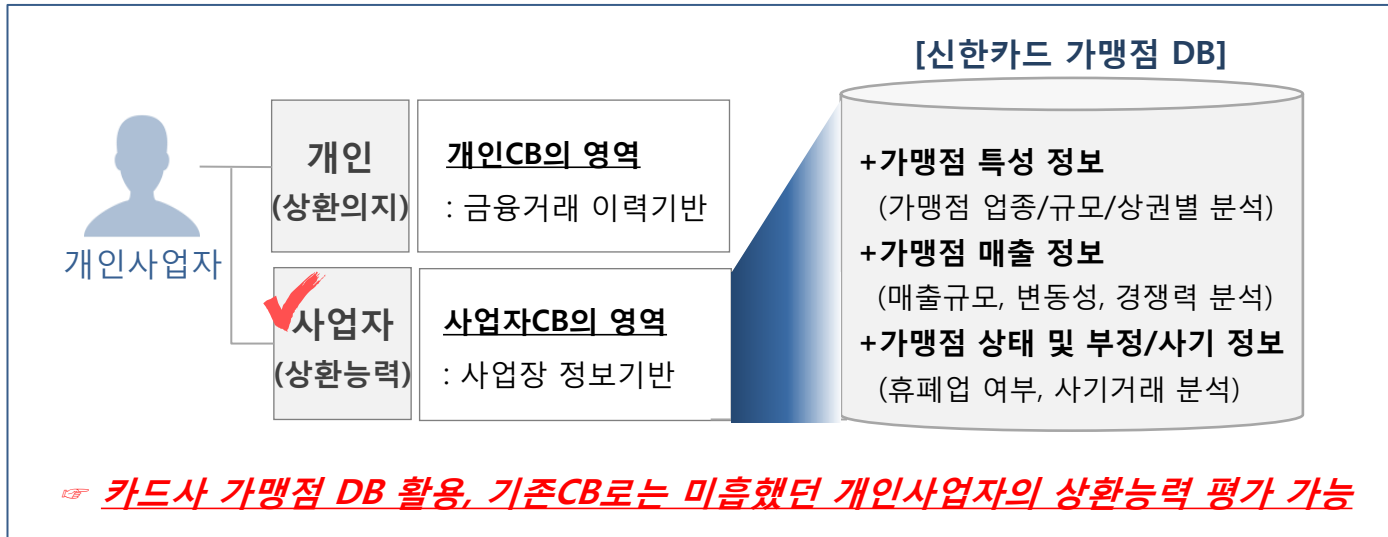 [신한카드 가맹점 DB]
개인사업자
개인
(상환의지)
개인CB의 영역
: 금융거래 이력기반
사업자
(상환능력)
사업자CB의 영역
: 사업장 정보기반
+가맹점 특성 정보
(가맹점 업종/규모/상권별 분석)
+가맹점 매출 정보
(매출규모, 변동성, 경쟁력 분석)
+가맹점 상태 및 부정/사기 정보
(휴폐업 여부, 사기거래 분석)
☞ 카드사 가맹점 DB 활용, 기존CB로는 미흡했던 개인사업자의 상환능력 평가 가능